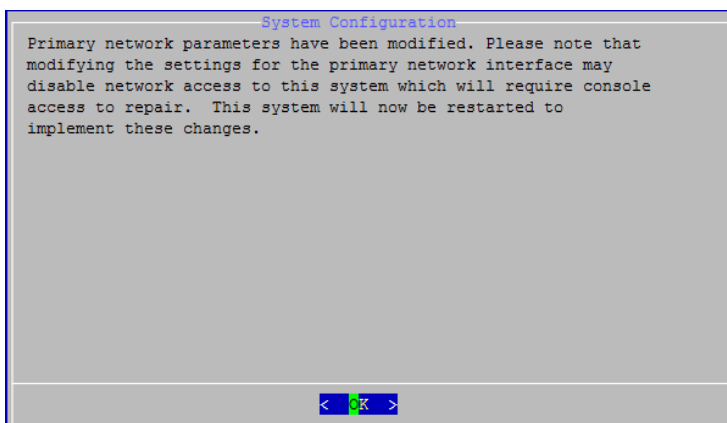 System Configuration
Primary network parameters have been modified. Please note that
modifying the settings for the primary network interface may
disable network access to this system which will require console
access to repair.  This system will now be restarted to
implement these changes.
<  OK  >